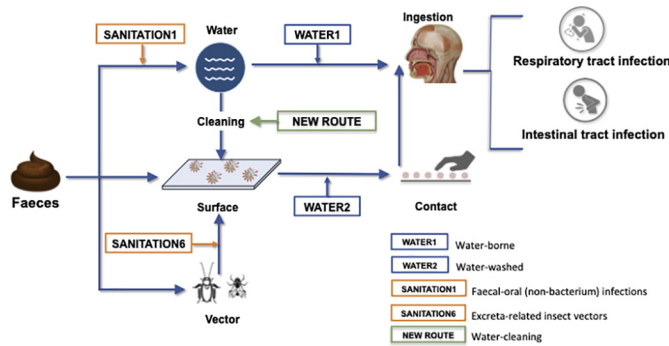 SANITATION1
Water
WATER1
Ingestion
Respiratory tract infection
Cleaning
NEW ROUTE
Intestinal tract infection
Faeces
Surface
WATER2
Contact
SANITATION6
Vector
WATER1 Water-borne
WATER2 Water-washed
SANITATION1 Faecal-oral (non-bacterium) infections
SANITATION6 Excreta-related insect vectors
NEW ROUTE Water-cleaning